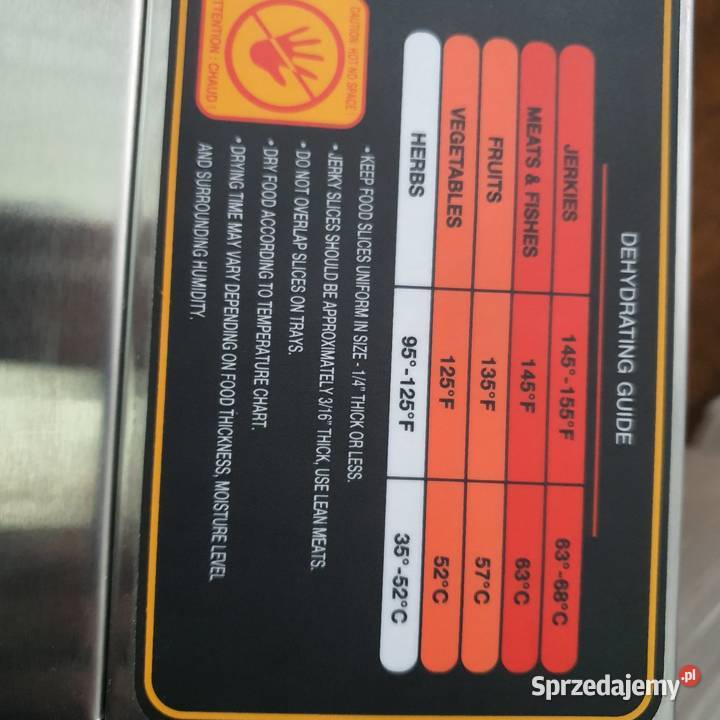 DEHYDRATING GUIDE
JERKIES 145°-155°F 63°-68°C
MEATS & FISHES 145°F 63°C
FRUITS 135°F 57°C
VEGETABLES 125°F 52°C
HERBS 95°-125°F 35°-52°C
• KEEP FOOD SLICES UNIFORM IN SIZE - 1/4" THICK OR LESS.
• JERKY SLICES SHOULD BE APPROXIMATELY 3/16" THICK, USE LEAN MEATS.
• DO NOT OVERLAP SLICES ON TRAYS.
• DRY FOOD ACCORDING TO TEMPERATURE CHART.
• DRYING TIME MAY VARY DEPENDING ON FOOD THICKNESS, MOISTURE LEVEL
AND SURROUNDING HUMIDITY.
CAUTION : HOT NO SPACE
ATTENTION : CHAUD !
Sprzedajemy.pl